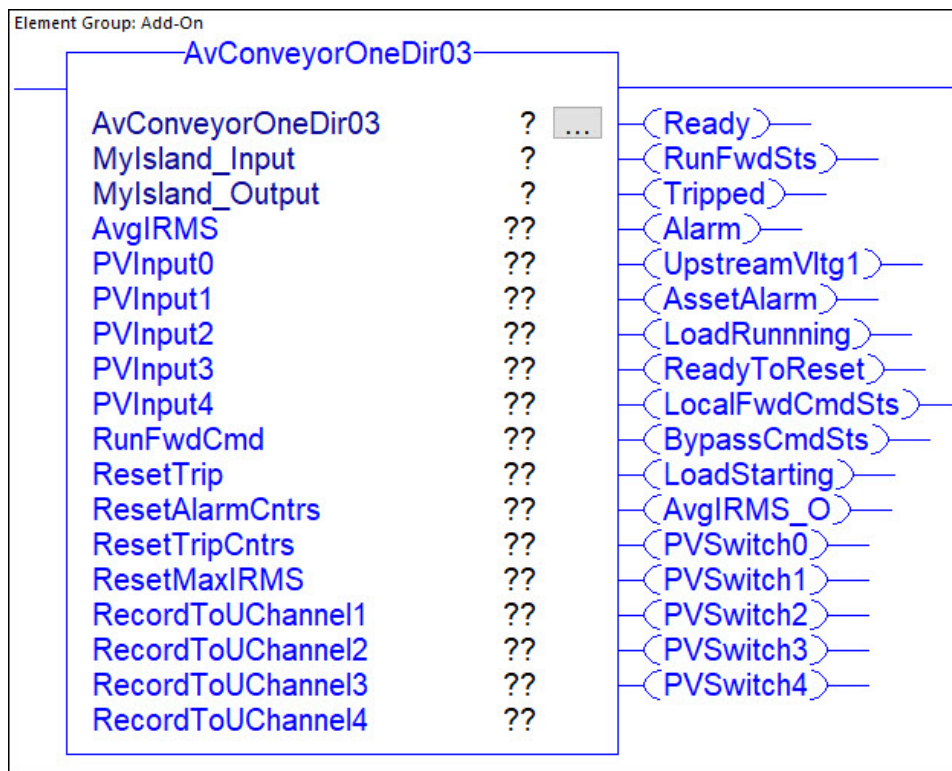 Element Group: Add-On
AvConveyorOneDir03
AvConveyorOneDir03 ? ... Ready
MyIsland_Input ? RunFwdSts
MyIsland_Output ? Tripped
AvgIRMS ?? Alarm
PVInput0 ?? UpstreamVltg1
PVInput1 ?? AssetAlarm
PVInput2 ?? LoadRunnning
PVInput3 ?? ReadyToReset
PVInput4 ?? LocalFwdCmdSts
RunFwdCmd ?? BypassCmdSts
ResetTrip ?? LoadStarting
ResetAlarmCntrs ?? AvgIRMS_O
ResetTripCntrs ?? PVSwitch0
ResetMaxIRMS ?? PVSwitch1
RecordToUChannel1 ?? PVSwitch2
RecordToUChannel2 ?? PVSwitch3
RecordToUChannel3 ?? PVSwitch4
RecordToUChannel4 ??